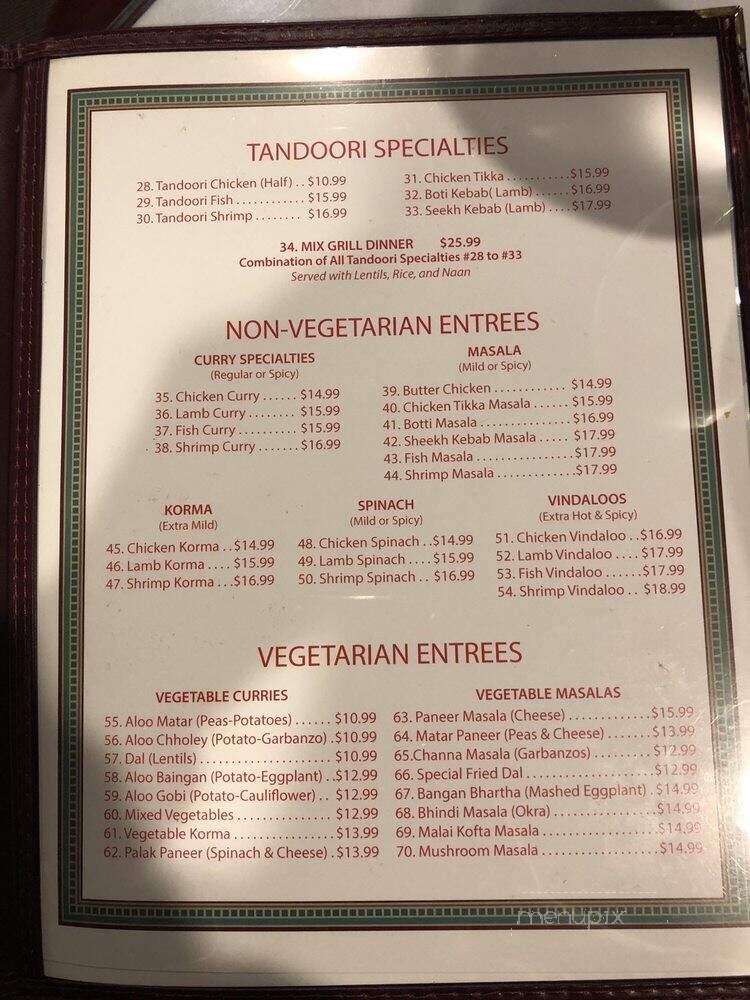 TANDOORI SPECIALTIES
28. Tandoori Chicken (Half) . . $10.99
29. Tandoori Fish . . . . . . . . . . . . $15.99
30. Tandoori Shrimp . . . . . . . . $16.99
31. Chicken Tikka . . . . . . . . . . . $15.99
32. Boti Kebab( Lamb) . . . . . . $16.99
33. Seekh Kebab (Lamb) . . . . $17.99
34. MIX GRILL DINNER $25.99
Combination of All Tandoori Specialties #28 to #33
Served with Lentils, Rice, and Naan
NON-VEGETARIAN ENTREES
CURRY SPECIALTIES
(Regular or Spicy)
35. Chicken Curry . . . . . . $14.99
36. Lamb Curry . . . . . . . . $15.99
37. Fish Curry . . . . . . . . . . $15.99
38. Shrimp Curry . . . . . . . $16.99
MASALA
(Mild or Spicy)
39. Butter Chicken . . . . . . . . . . . . $14.99
40. Chicken Tikka Masala . . . . . . $15.99
41. Botti Masala . . . . . . . . . . . . . . . $16.99
42. Sheekh Kebab Masala . . . . . $17.99
43. Fish Masala . . . . . . . . . . . . . . . . $17.99
44. Shrimp Masala . . . . . . . . . . . . . $17.99
KORMA
(Extra Mild)
45. Chicken Korma . . $14.99
46. Lamb Korma . . . . $15.99
47. Shrimp Korma . . . $16.99
SPINACH
(Mild or Spicy)
48. Chicken Spinach . . $14.99
49. Lamb Spinach . . . . $15.99
50. Shrimp Spinach . . $16.99
VINDALOOS
(Extra Hot & Spicy)
51. Chicken Vindaloo . . $16.99
52. Lamb Vindaloo . . . . $17.99
53. Fish Vindaloo . . . . . . $17.99
54. Shrimp Vindaloo . . $18.99
VEGETARIAN ENTREES
VEGETABLE CURRIES
55. Aloo Matar (Peas-Potatoes) . . . . . . $10.99
56. Aloo Chholey (Potato-Garbanzo) . $10.99
57. Dal (Lentils) . . . . . . . . . . . . . . . . . . . . . $10.99
58. Aloo Baingan (Potato-Eggplant) . . $12.99
59. Aloo Gobi (Potato-Cauliflower) . . $12.99
60. Mixed Vegetables . . . . . . . . . . . . . . . $12.99
61. Vegetable Korma . . . . . . . . . . . . . . . . $13.99
62. Palak Paneer (Spinach & Cheese) . $13.99
VEGETABLE MASALAS
63. Paneer Masala (Cheese) . . . . . . . . . . . . . $15.99
64. Matar Paneer (Peas & Cheese) . . . . . . . $13.99
65.Channa Masala (Garbanzos) . . . . . . . . . $12.99
66. Special Fried Dal . . . . . . . . . . . . . . . . . . . . $12.99
67. Bangan Bhartha (Mashed Eggplant) . $14.99
68. Bhindi Masala (Okra) . . . . . . . . . . . . . . . . $14.99
69. Malai Kofta Masala . . . . . . . . . . . . . . . . . . $14.99
70. Mushroom Masala . . . . . . . . . . . . . . . . . . $14.99
menupix